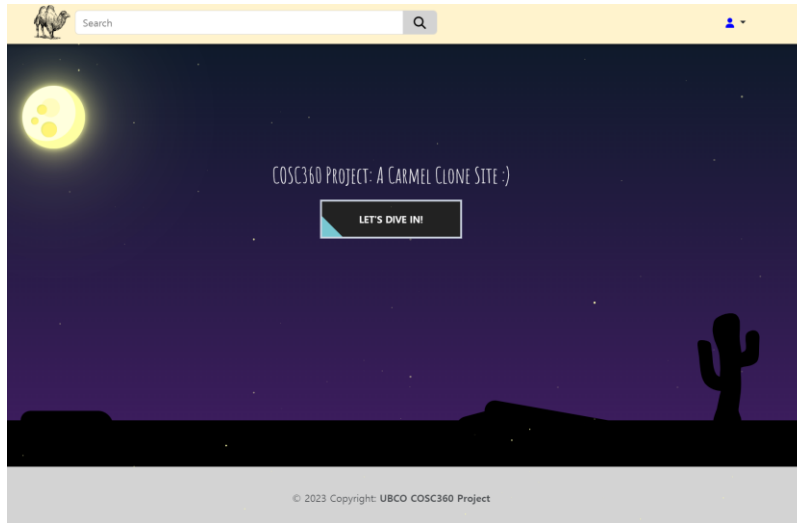 Search
COSC360 Project: A Carmel Clone Site :)
LET'S DIVE IN!
© 2023 Copyright: UBCO COSC360 Project